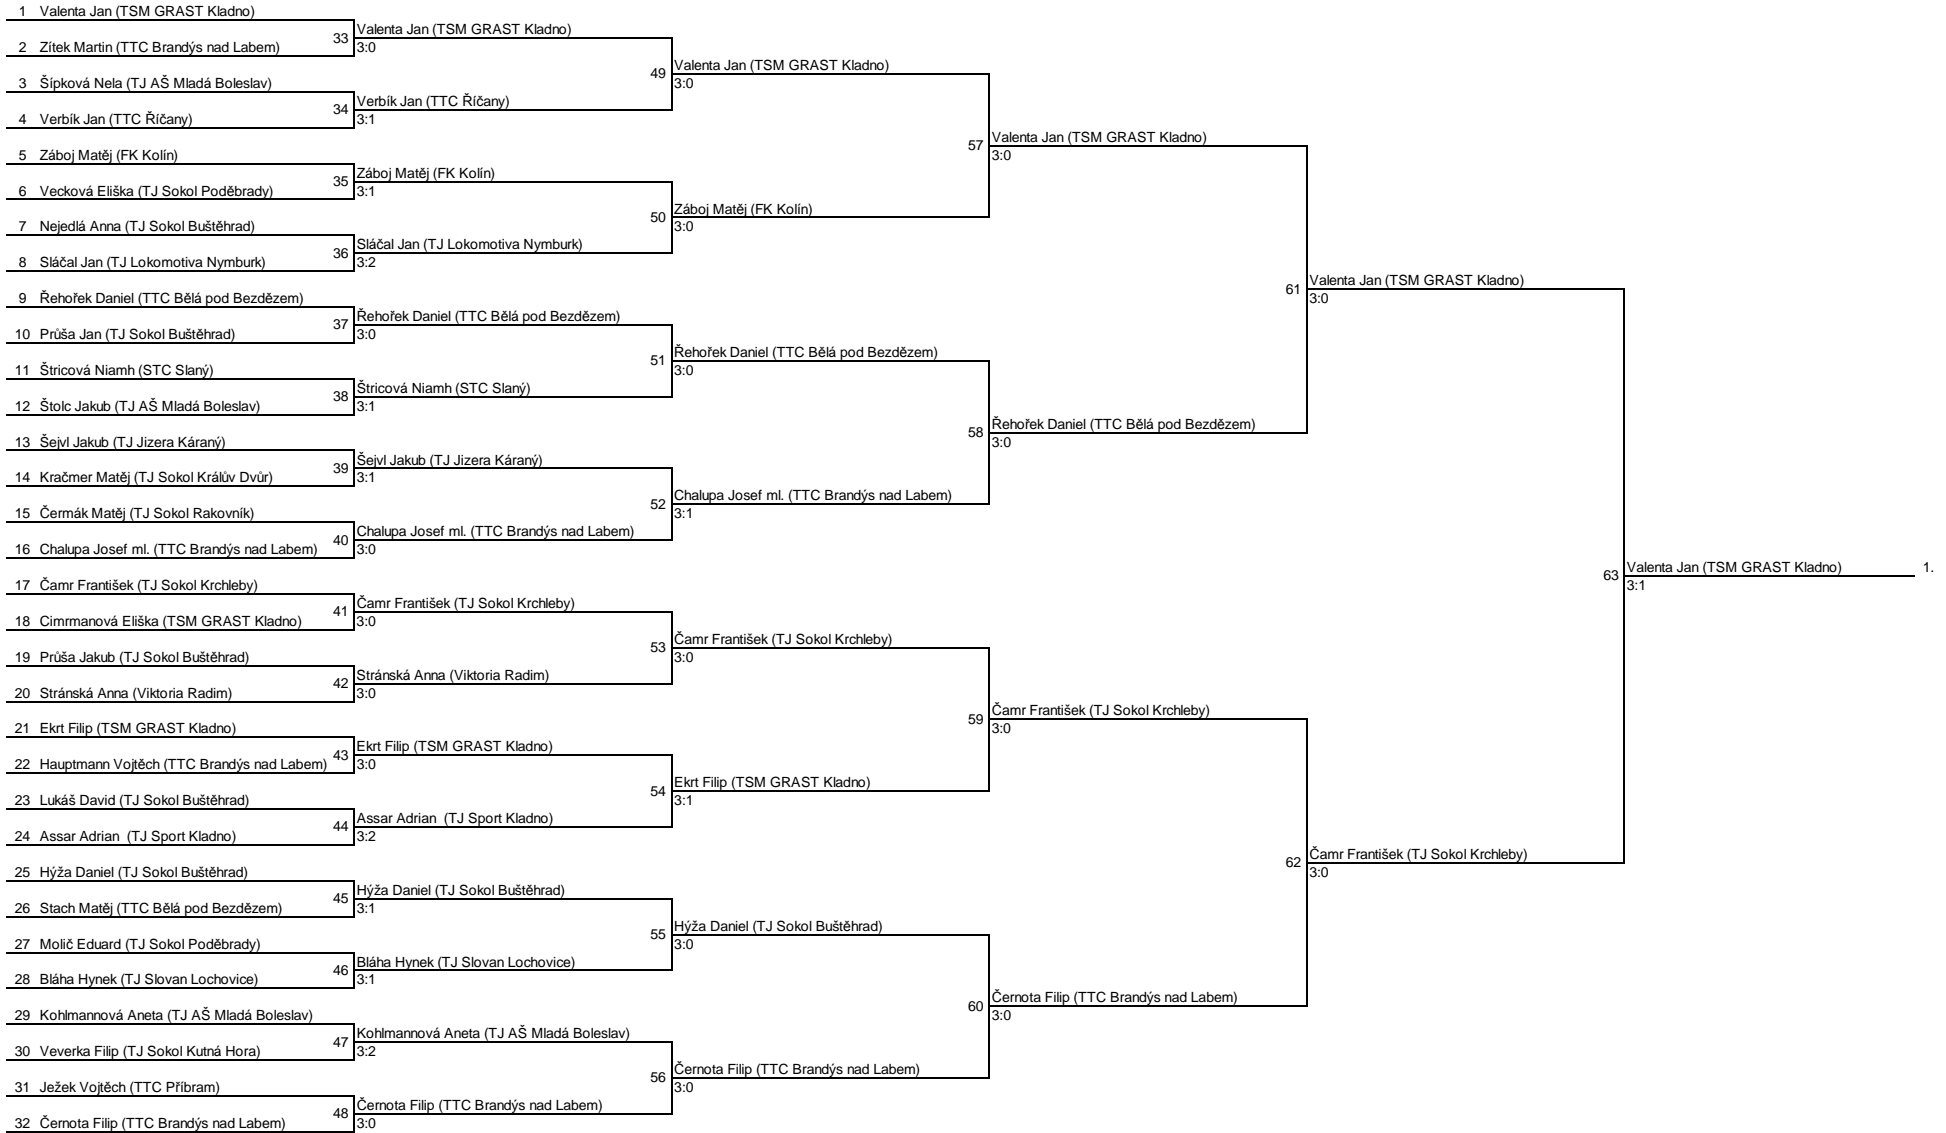 1 Valenta Jan (TSM GRAST Kladno)
2 Zítek Martin (TTC Brandýs nad Labem)
3 Šípková Nela (TJ AŠ Mladá Boleslav)
4 Verbík Jan (TTC Říčany)
5 Záboj Matěj (FK Kolín)
6 Vecková Eliška (TJ Sokol Poděbrady)
7 Nejedlá Anna (TJ Sokol Buštěhrad)
8 Sláčal Jan (TJ Lokomotiva Nymburk)
9 Řehořek Daniel (TTC Bělá pod Bezdězem)
10 Průša Jan (TJ Sokol Buštěhrad)
11 Štricová Niamh (STC Slaný)
12 Štolc Jakub (TJ AŠ Mladá Boleslav)
13 Šejvl Jakub (TJ Jizera Káraný)
14 Kračmer Matěj (TJ Sokol Králův Dvůr)
15 Čermák Matěj (TJ Sokol Rakovník)
16 Chalupa Josef ml. (TTC Brandýs nad Labem)
17 Čamr František (TJ Sokol Krchleby)
18 Cimrmanová Eliška (TSM GRAST Kladno)
19 Průša Jakub (TJ Sokol Buštěhrad)
20 Stránská Anna (Viktoria Radim)
21 Ekrt Filip (TSM GRAST Kladno)
22 Hauptmann Vojtěch (TTC Brandýs nad Labem)
23 Lukáš David (TJ Sokol Buštěhrad)
24 Assar Adrian (TJ Sport Kladno)
25 Hýža Daniel (TJ Sokol Buštěhrad)
26 Stach Matěj (TTC Bělá pod Bezdězem)
27 Molič Eduard (TJ Sokol Poděbrady)
28 Bláha Hynek (TJ Slovan Lochovice)
29 Kohlmannová Aneta (TJ AŠ Mladá Boleslav)
30 Veverka Filip (TJ Sokol Kutná Hora)
31 Ježek Vojtěch (TTC Příbram)
32 Černota Filip (TTC Brandýs nad Labem)
33 Valenta Jan (TSM GRAST Kladno)
3:0
34 Verbík Jan (TTC Říčany)
3:1
35 Záboj Matěj (FK Kolín)
3:1
36 Sláčal Jan (TJ Lokomotiva Nymburk)
3:2
37 Řehořek Daniel (TTC Bělá pod Bezdězem)
3:0
38 Štricová Niamh (STC Slaný)
3:1
39 Šejvl Jakub (TJ Jizera Káraný)
3:1
40 Chalupa Josef ml. (TTC Brandýs nad Labem)
3:0
41 Čamr František (TJ Sokol Krchleby)
3:0
42 Stránská Anna (Viktoria Radim)
3:0
43 Ekrt Filip (TSM GRAST Kladno)
3:0
44 Assar Adrian (TJ Sport Kladno)
3:2
45 Hýža Daniel (TJ Sokol Buštěhrad)
3:1
46 Bláha Hynek (TJ Slovan Lochovice)
3:1
47 Kohlmannová Aneta (TJ AŠ Mladá Boleslav)
3:2
48 Černota Filip (TTC Brandýs nad Labem)
3:0
49 Valenta Jan (TSM GRAST Kladno)
3:0
50 Záboj Matěj (FK Kolín)
3:0
51 Řehořek Daniel (TTC Bělá pod Bezdězem)
3:0
52 Chalupa Josef ml. (TTC Brandýs nad Labem)
3:1
53 Čamr František (TJ Sokol Krchleby)
3:0
54 Ekrt Filip (TSM GRAST Kladno)
3:1
55 Hýža Daniel (TJ Sokol Buštěhrad)
3:0
56 Černota Filip (TTC Brandýs nad Labem)
3:0
57 Valenta Jan (TSM GRAST Kladno)
3:0
58 Řehořek Daniel (TTC Bělá pod Bezdězem)
3:0
59 Čamr František (TJ Sokol Krchleby)
3:0
60 Černota Filip (TTC Brandýs nad Labem)
3:0
61 Valenta Jan (TSM GRAST Kladno)
3:0
62 Čamr František (TJ Sokol Krchleby)
3:0
63 Valenta Jan (TSM GRAST Kladno) 1.
3:1